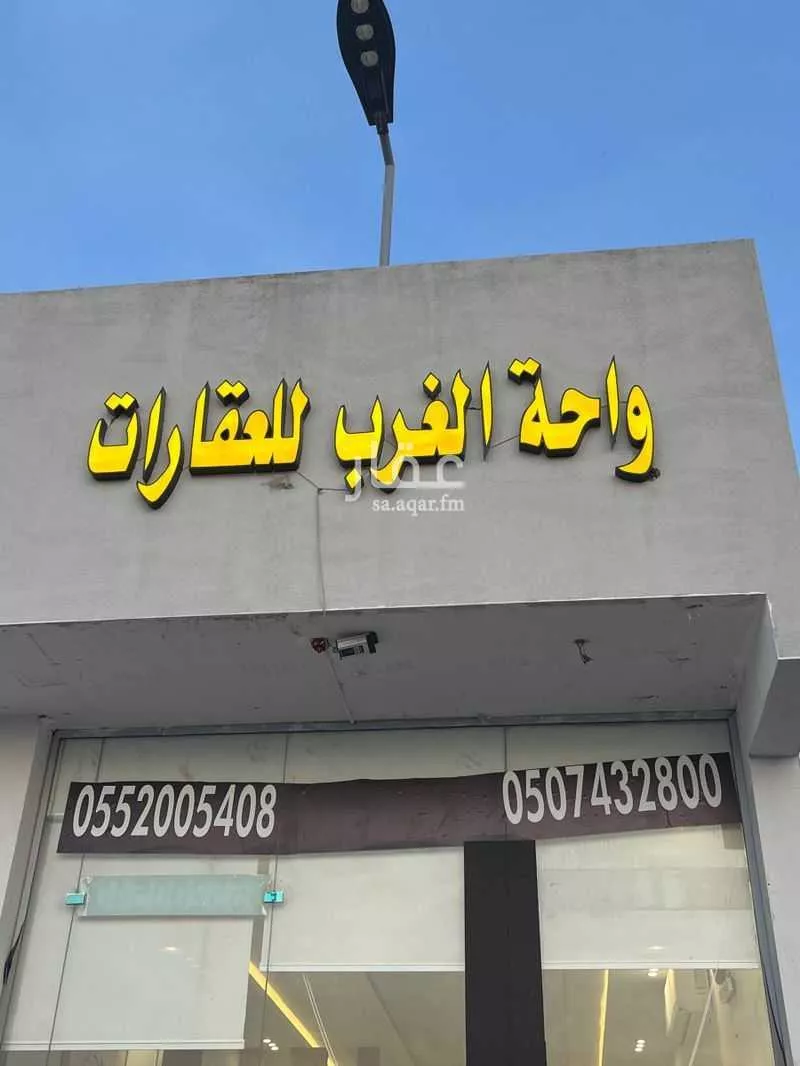 واحة الغرب للعقارات
عقار
sa.aqar.fm
0552005408 0507432800